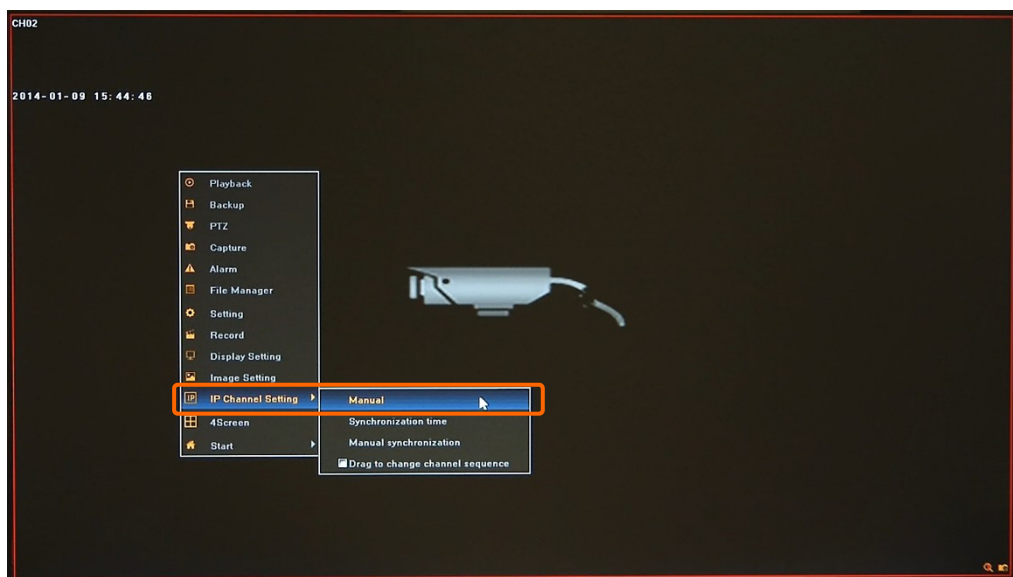 CH02
2014-01-09 15:44:46
Playback
Backup
PTZ
Capture
Alarm
File Manager
Setting
Record
Display Setting
Image Setting
IP IP Channel Setting
Manual
4Screen
Synchronization time
Start
Manual synchronization
Drag to change channel sequence